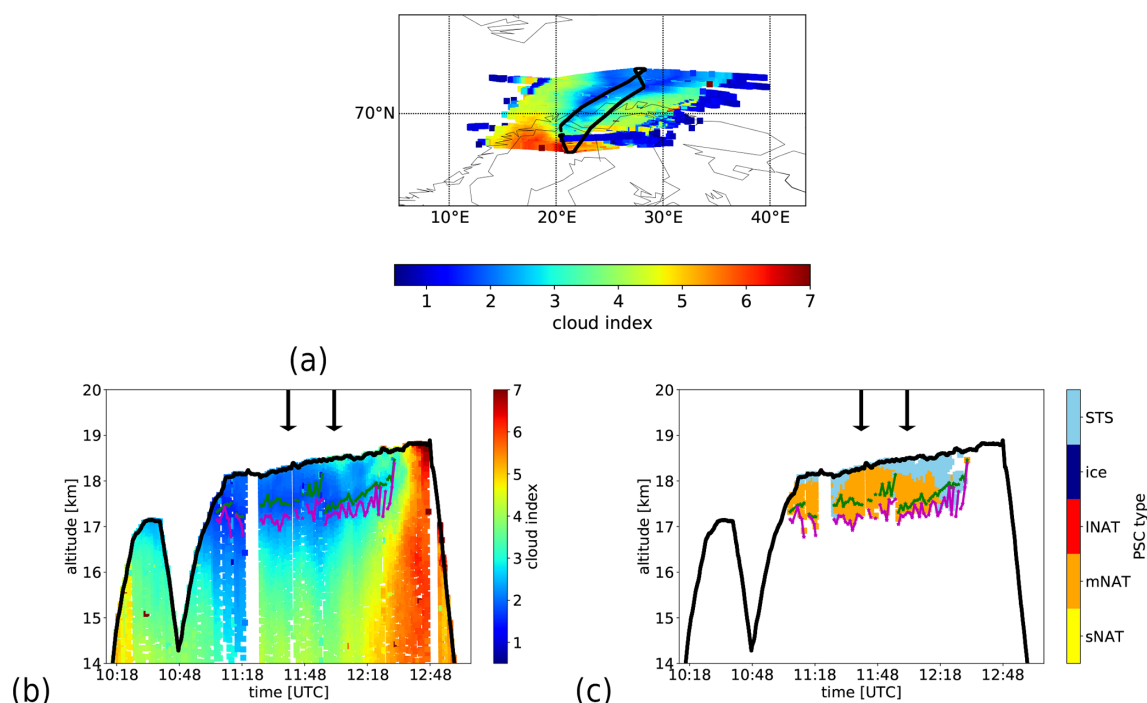 70°N
10°E 20°E 30°E 40°E
1 2 3 4 5 6 7
cloud index
(a)
20
19
18
17
16
15
14
altitude [km]
10:18 10:48 11:18 11:48 12:18 12:48
time [UTC]
7
6
5
4
3
2
1
cloud index
(b)
20
19
18
17
16
15
14
altitude [km]
10:18 10:48 11:18 11:48 12:18 12:48
time [UTC]
STS
ice
lNAT
mNAT
sNAT
PSC type
(c)